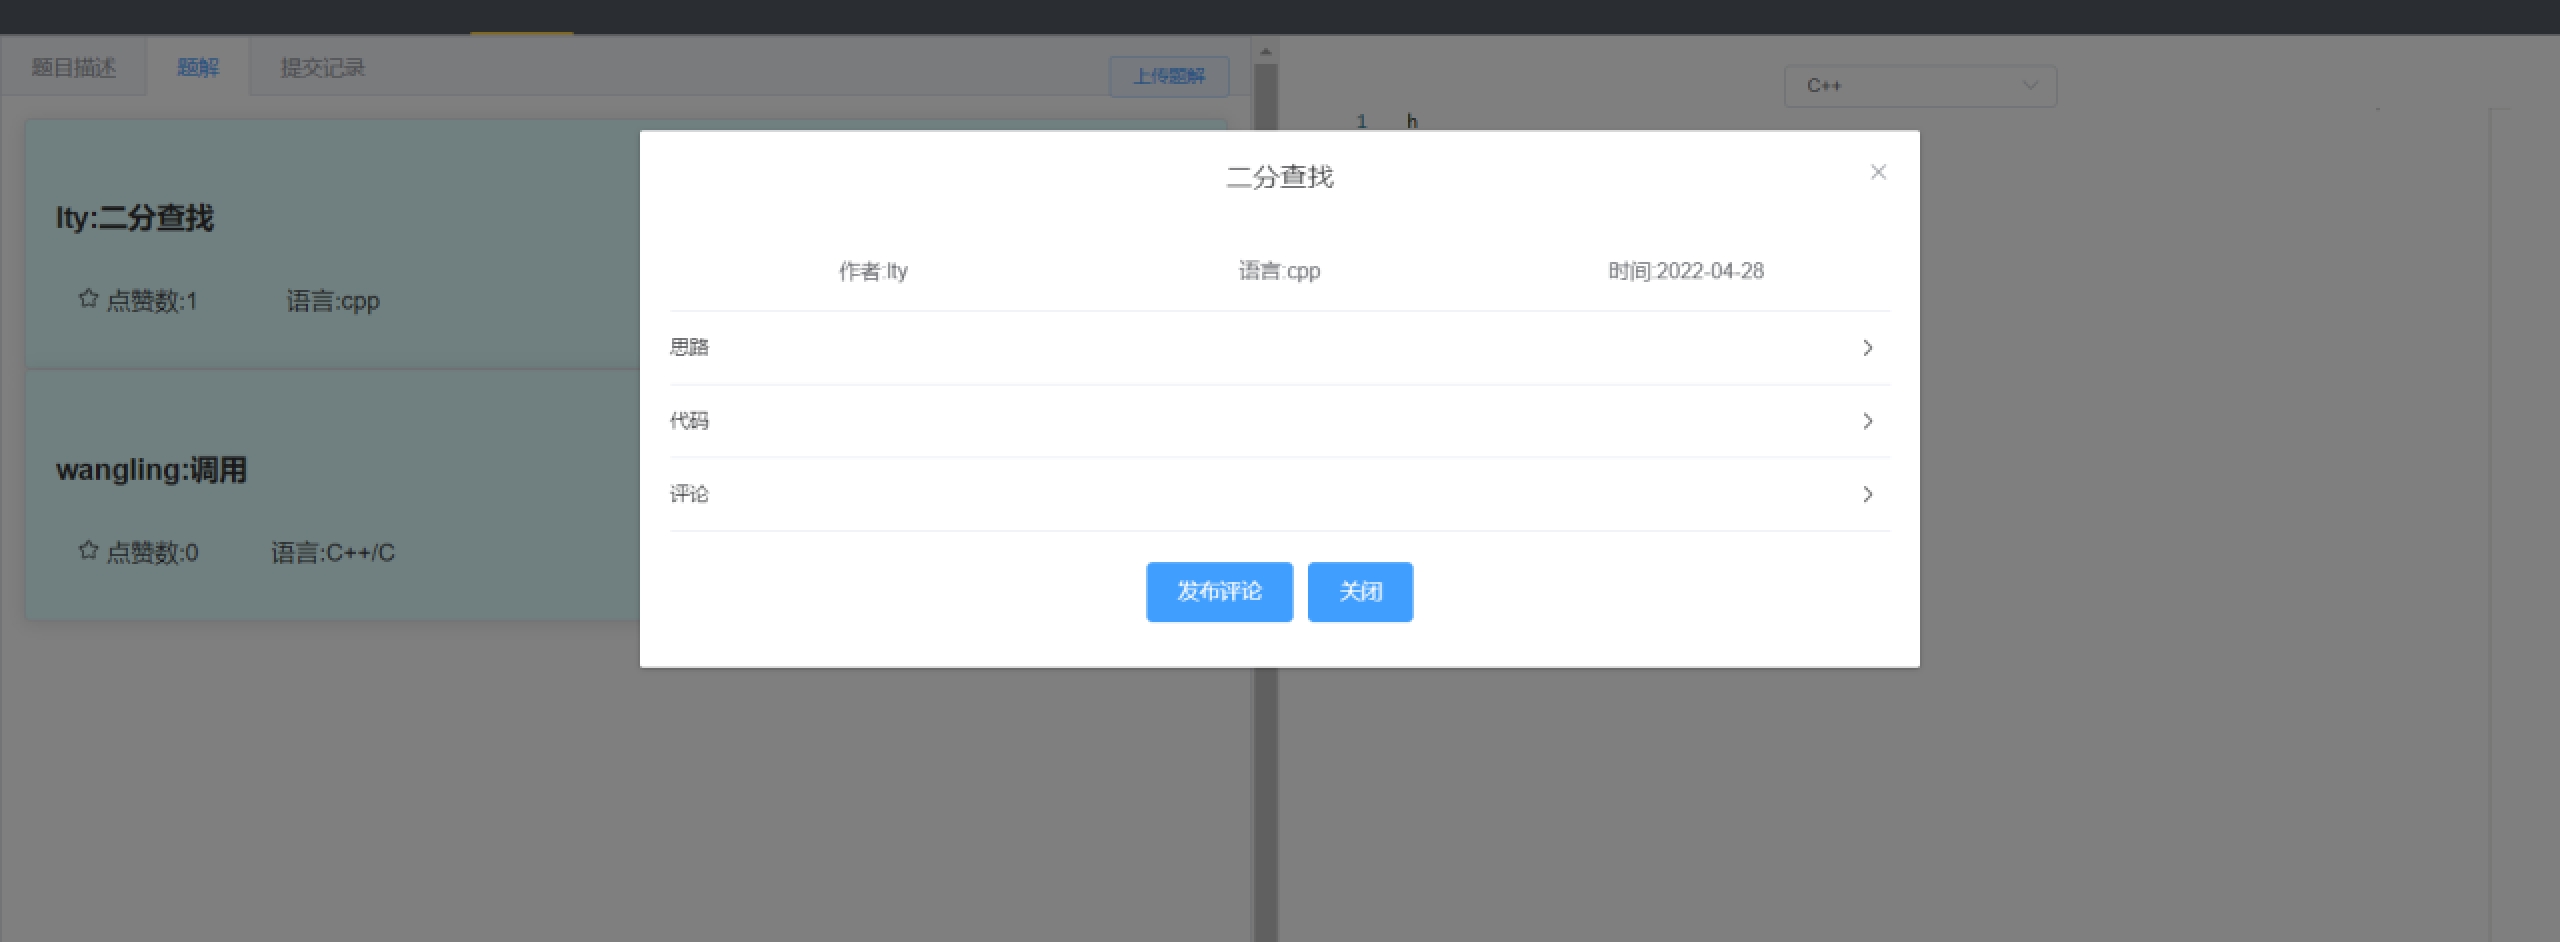 题目描述 题解 提交记录 上传题解
lty:二分查找
点赞数:1 语言:cpp
wangling:调用
点赞数:0 语言:C++/C
C++
1 h
二分查找
作者:lty 语言:cpp 时间:2022-04-28
思路
代码
评论
发布评论 关闭